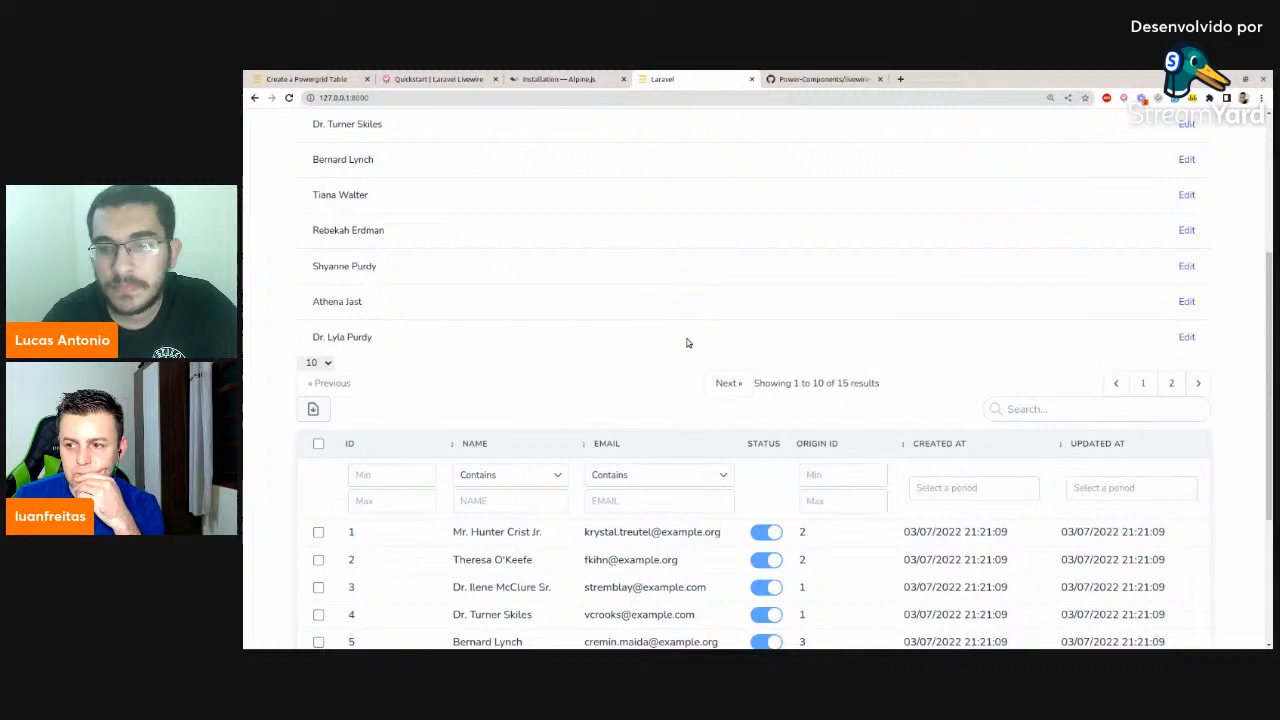 Desenvolvido por
S
StreamYard
Create a Powergrid Table
Quickstart | Laravel Livewire
Installation — Alpine.js
Laravel
Power-Components/livewire-
127.0.0.1:8000
Dr. Turner Skiles Edit
Bernard Lynch Edit
Tiana Walter Edit
Rebekah Erdman Edit
Shyanne Purdy Edit
Athena Jast Edit
Dr. Lyla Purdy Edit
10
« Previous Next » Showing 1 to 10 of 15 results 1 2
Search...
ID NAME EMAIL STATUS ORIGIN ID CREATED AT UPDATED AT
Min Contains Contains Min
Select a period Select a period
Max NAME EMAIL Max
1 Mr. Hunter Crist Jr. krystal.treutel@example.org 2 03/07/2022 21:21:09 03/07/2022 21:21:09
2 Theresa O'Keefe fkihn@example.org 2 03/07/2022 21:21:09 03/07/2022 21:21:09
3 Dr. Ilene McClure Sr. stremblay@example.com 1 03/07/2022 21:21:09 03/07/2022 21:21:09
4 Dr. Turner Skiles vcrooks@example.com 1 03/07/2022 21:21:09 03/07/2022 21:21:09
5 Bernard Lynch cremin.maida@example.org 3 03/07/2022 21:21:09 03/07/2022 21:21:09
Lucas Antonio
luanfreitas